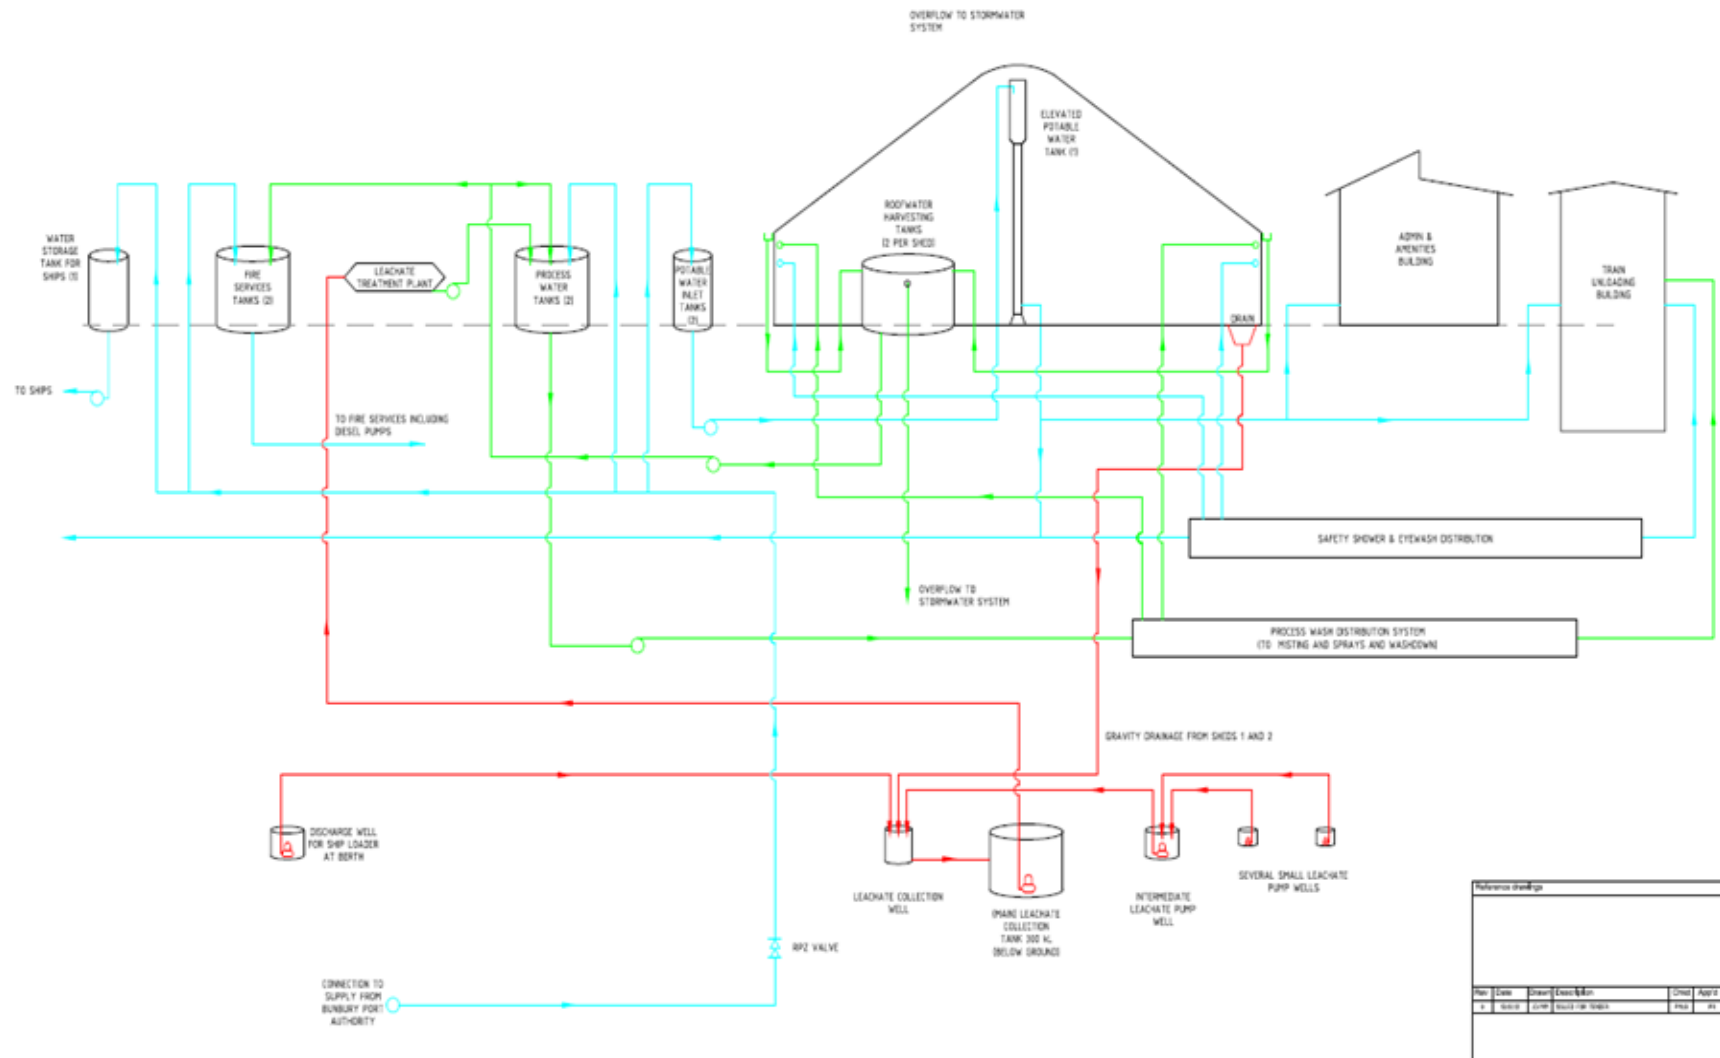 OVERFLOW TO STORMWATER
SYSTEM
ELEVATED
POTABLE
WATER
TANK (1)
ROOFWATER
HARVESTING
TANKS
(2 PER SHED)
WATER
STORAGE
TANK FOR
SHIPS (1)
FIRE
SERVICES
TANKS (2)
LEACHATE
TREATMENT PLANT
PROCESS
WATER
TANKS (2)
POTABLE
WATER
INLET
TANKS
(2)
ADMIN &
AMENITIES
BUILDING
TRAIN
UNLOADING
BUILDING
DRAIN
TO SHIPS
TO FIRE SERVICES INCLUDING
DIESEL PUMPS
SAFETY SHOWER & EYEWASH DISTRIBUTION
OVERFLOW TO
STORMWATER SYSTEM
PROCESS WASH DISTRIBUTION SYSTEM
(TO MISTING AND SPRAYS AND WASHDOWN)
GRAVITY DRAINAGE FROM SHEDS 1 AND 2
DISCHARGE WELL
FOR SHIP LOADER
AT BERTH
LEACHATE COLLECTION
WELL
(MAIN) LEACHATE
COLLECTION
TANK 300 kL
(BELOW GROUND)
INTERMEDIATE
LEACHATE PUMP
WELL
SEVERAL SMALL LEACHATE
PUMP WELLS
RPZ VALVE
CONNECTION TO
SUPPLY FROM
BUNBURY PORT
AUTHORITY
Reference drawings
Rev Date Drawn Description Chkd App'd
ISSUED FOR TENDER